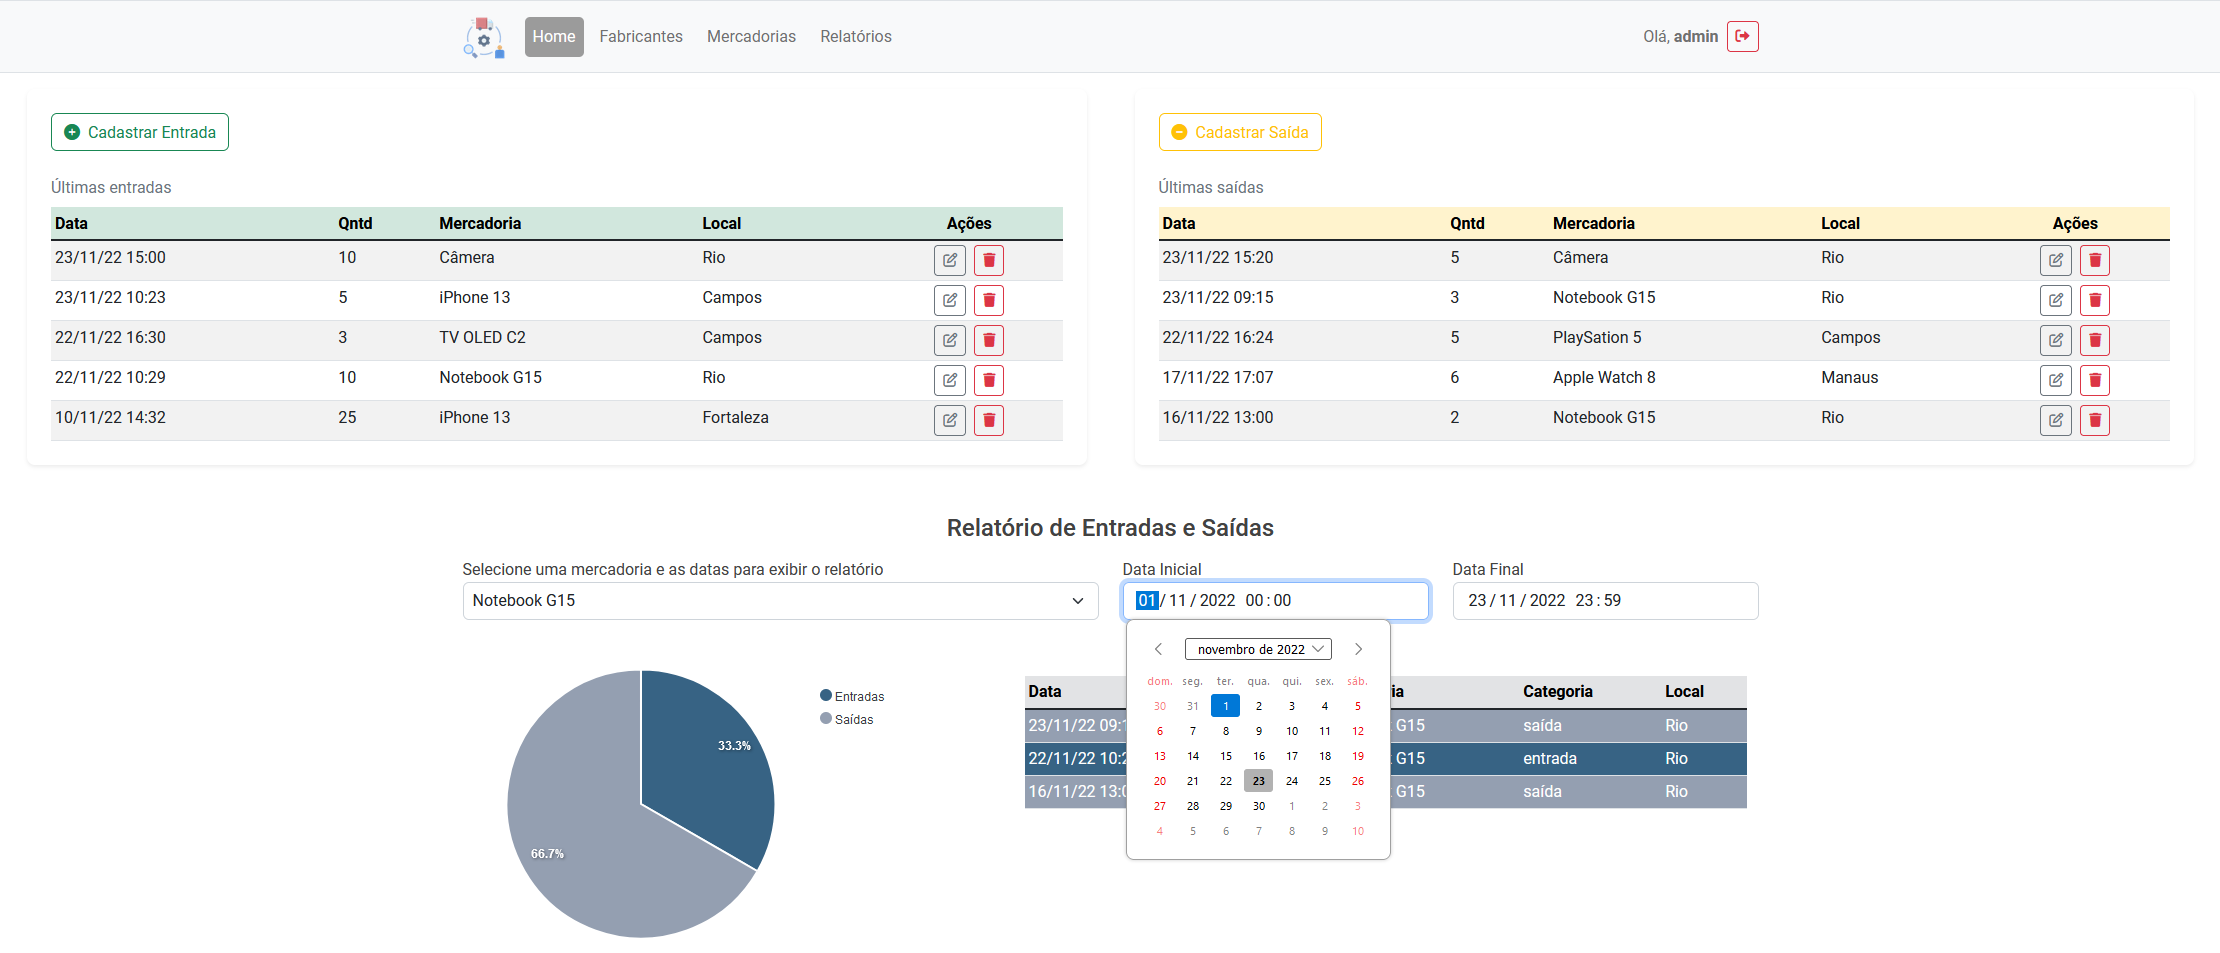 Home Fabricantes Mercadorias Relatórios Olá, admin
Cadastrar Entrada
Últimas entradas
Data Qntd Mercadoria Local Ações
23/11/22 15:00 10 Câmera Rio
23/11/22 10:23 5 iPhone 13 Campos
22/11/22 16:30 3 TV OLED C2 Campos
22/11/22 10:29 10 Notebook G15 Rio
10/11/22 14:32 25 iPhone 13 Fortaleza
Cadastrar Saída
Últimas saídas
Data Qntd Mercadoria Local Ações
23/11/22 15:20 5 Câmera Rio
23/11/22 09:15 3 Notebook G15 Rio
22/11/22 16:24 5 PlaySation 5 Campos
17/11/22 17:07 6 Apple Watch 8 Manaus
16/11/22 13:00 2 Notebook G15 Rio
Relatório de Entradas e Saídas
Selecione uma mercadoria e as datas para exibir o relatório
Notebook G15
Data Inicial
01/11/2022 00:00
Data Final
23/11/2022 23:59
novembro de 2022
dom. seg. ter. qua. qui. sex. sáb.
30 31 1 2 3 4 5
6 7 8 9 10 11 12
13 14 15 16 17 18 19
20 21 22 23 24 25 26
27 28 29 30 1 2 3
4 5 6 7 8 9 10
33.3%
66.7%
Entradas
Saídas
Data Categoria Local
23/11/22 G15 saída Rio
22/11/22 G15 entrada Rio
16/11/22 G15 saída Rio